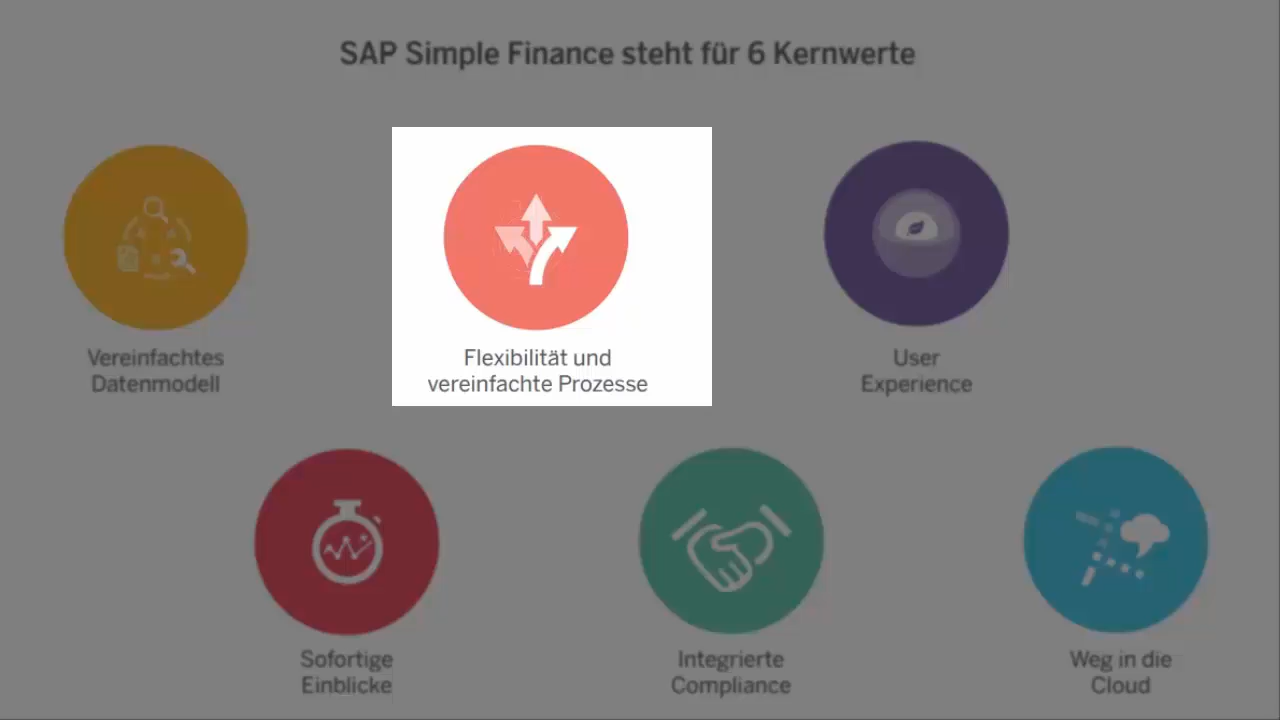 SAP Simple Finance steht für 6 Kernwerte
Vereinfachtes
Datenmodell
Flexibilität und
vereinfachte Prozesse
User
Experience
Sofortige
Einblicke
Integrierte
Compliance
Weg in die
Cloud